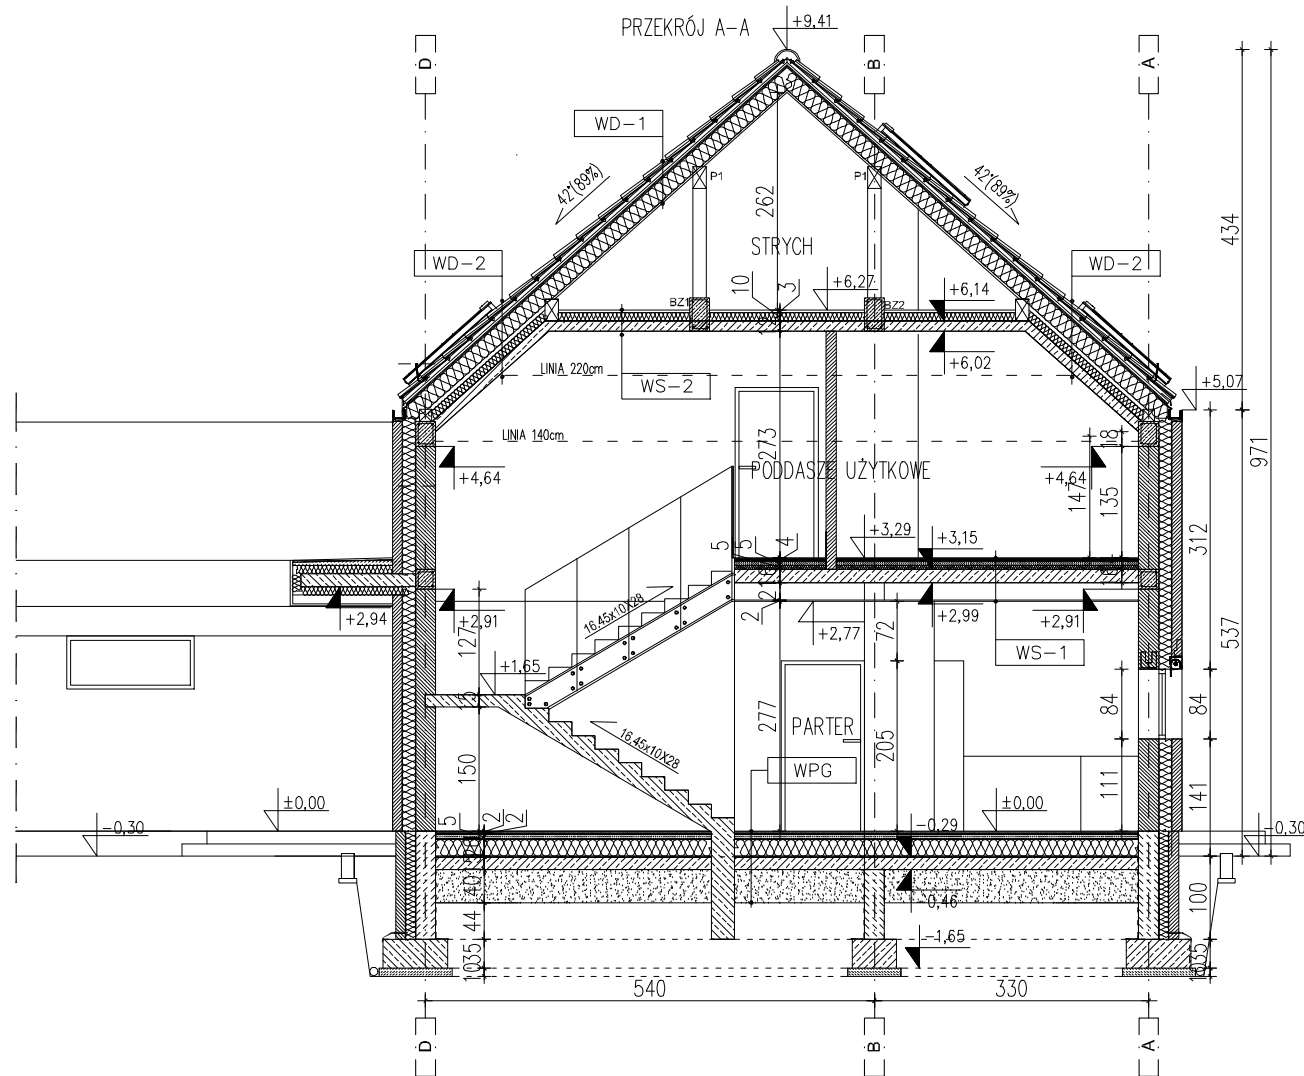 PRZEKRÓJ A-A
+9,41
D
B
A
WD-1
42°(89%)
42°(89%)
P1
P1
262
434
STRYCH
WD-2
WD-2
10
3
+6,27
+6,14
BZ1
BZ2
+6,02
LINIA 220cm
WS-2
+5,07
LINIA 140cm
273
18
971
PODDASZE UŻYTKOWE
+4,64
+4,64
147
135
312
5
5
4
+3,29
+3,15
16.45x10X28
+2,94
+2,91
2
+2,77
72
+2,99
+2,91
537
127
WS-1
+1,65
5
84
84
277
PARTER
16.45x10X28
205
150
WPG
111
141
±0,00
±0,00
-0,30
5
2
2
-0,29
-0,30
40
-0,46
44
100
-1,65
10
35
10
35
540
330
D
B
A